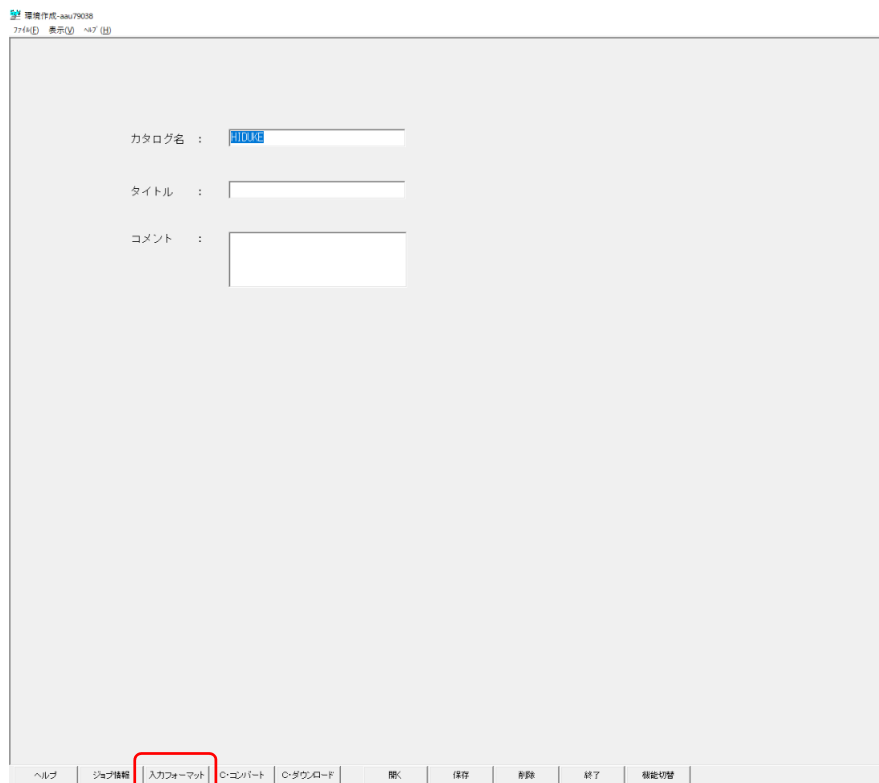 環境作成-aau79038
ファイル(F) 表示(V) ヘルプ(H)
カタログ名 : HIDUKE
タイトル :
コメント :
ヘルプ ジョブ情報 入力フォーマット C・コンバート C・ダウンロード 開く 保存 削除 終了 機能切替